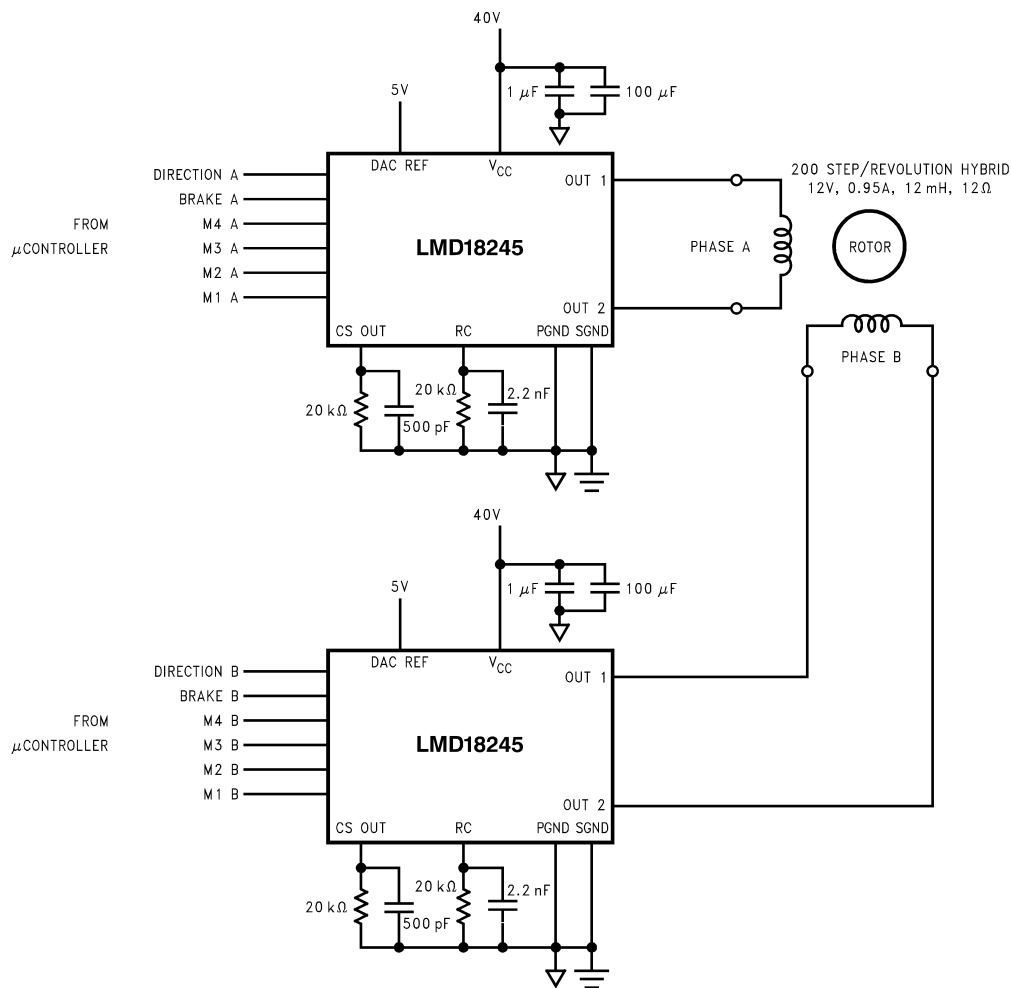 40V
1 μF
100 μF
5V
DAC REF
VCC
DIRECTION A
BRAKE A
M4 A
M3 A
M2 A
M1 A
FROM
μCONTROLLER
LMD18245
OUT 1
OUT 2
CS OUT
RC
PGND
SGND
20 kΩ
500 pF
20 kΩ
2.2 nF
200 STEP/REVOLUTION HYBRID
12V, 0.95A, 12 mH, 12Ω
PHASE A
ROTOR
PHASE B
40V
1 μF
100 μF
5V
DAC REF
VCC
DIRECTION B
BRAKE B
M4 B
M3 B
M2 B
M1 B
FROM
μCONTROLLER
LMD18245
OUT 1
OUT 2
CS OUT
RC
PGND
SGND
20 kΩ
500 pF
20 kΩ
2.2 nF